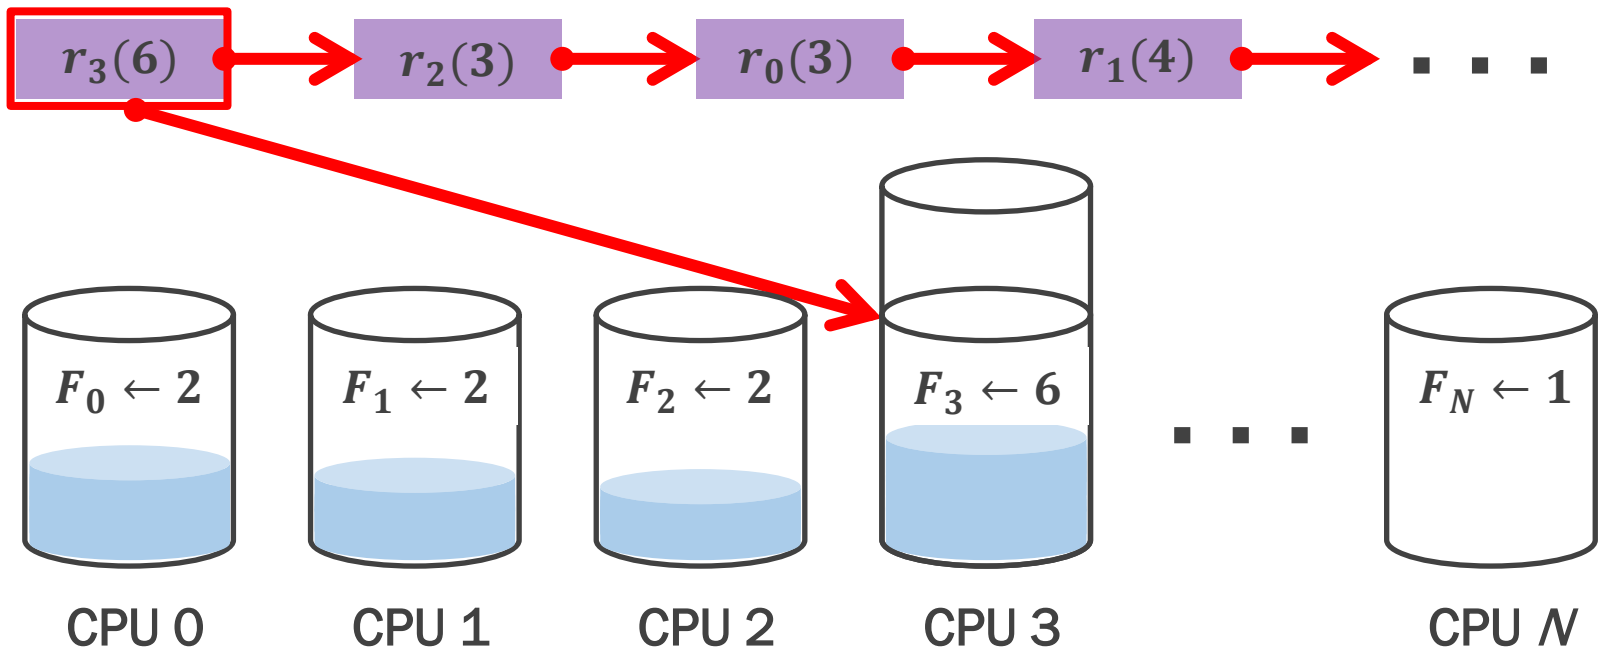 r₃(6) r₂(3) r₀(3) r₁(4) . . .
F₀ ← 2 F₁ ← 2 F₂ ← 2 F₃ ← 6 . . . F_N ← 1
CPU 0 CPU 1 CPU 2 CPU 3 CPU N